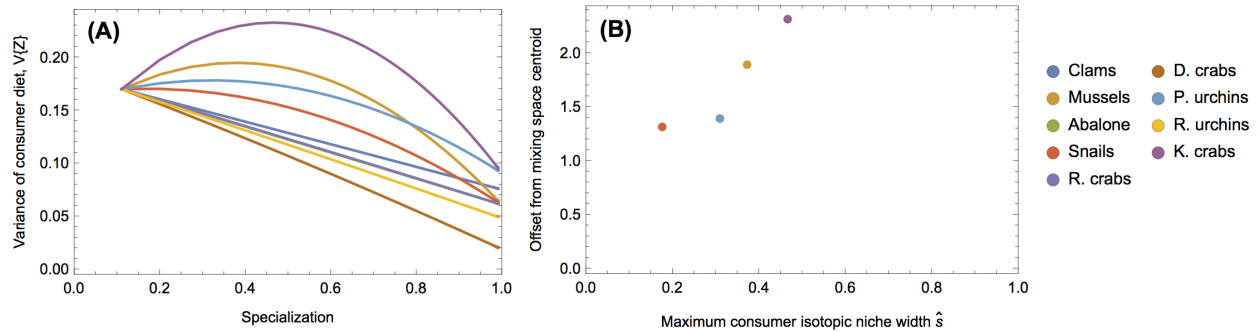 (A)
Variance of consumer diet, V{Z}
0.20
0.15
0.10
0.05
0.00
0.0 0.2 0.4 0.6 0.8 1.0
Specialization
(B)
Offset from mixing space centroid
2.0
1.5
1.0
0.5
0.0
0.0 0.2 0.4 0.6 0.8 1.0
Maximum consumer isotopic niche width ŝ
Clams
Mussels
Abalone
Snails
R. crabs
D. crabs
P. urchins
R. urchins
K. crabs